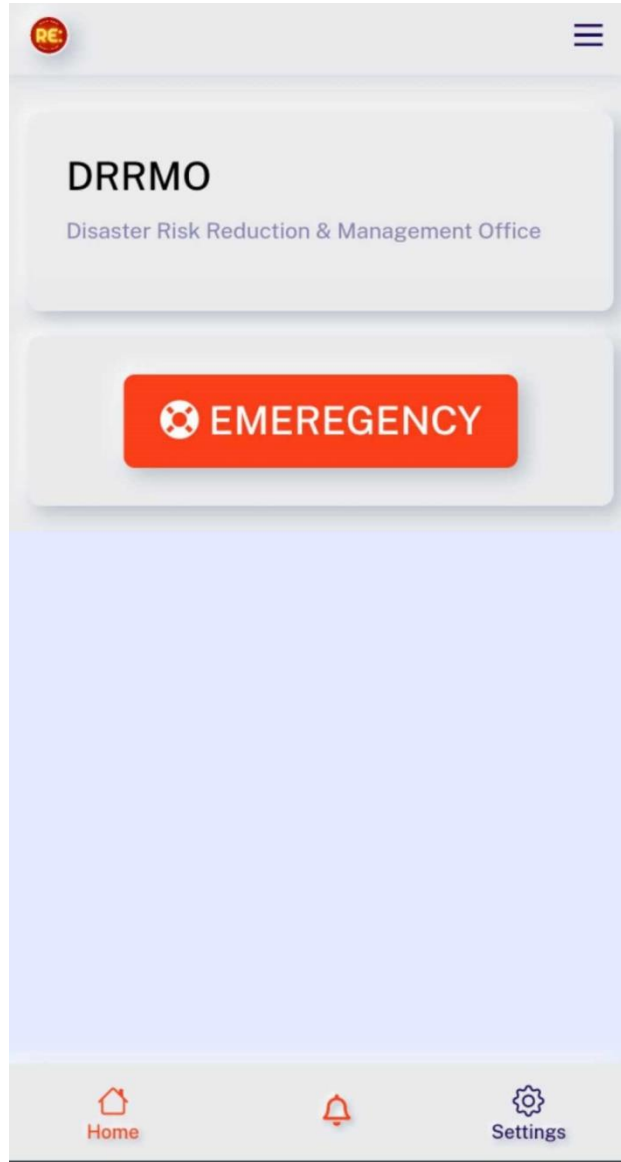 RE:
DRRMO
Disaster Risk Reduction & Management Office
EMEREGENCY
Home
Settings